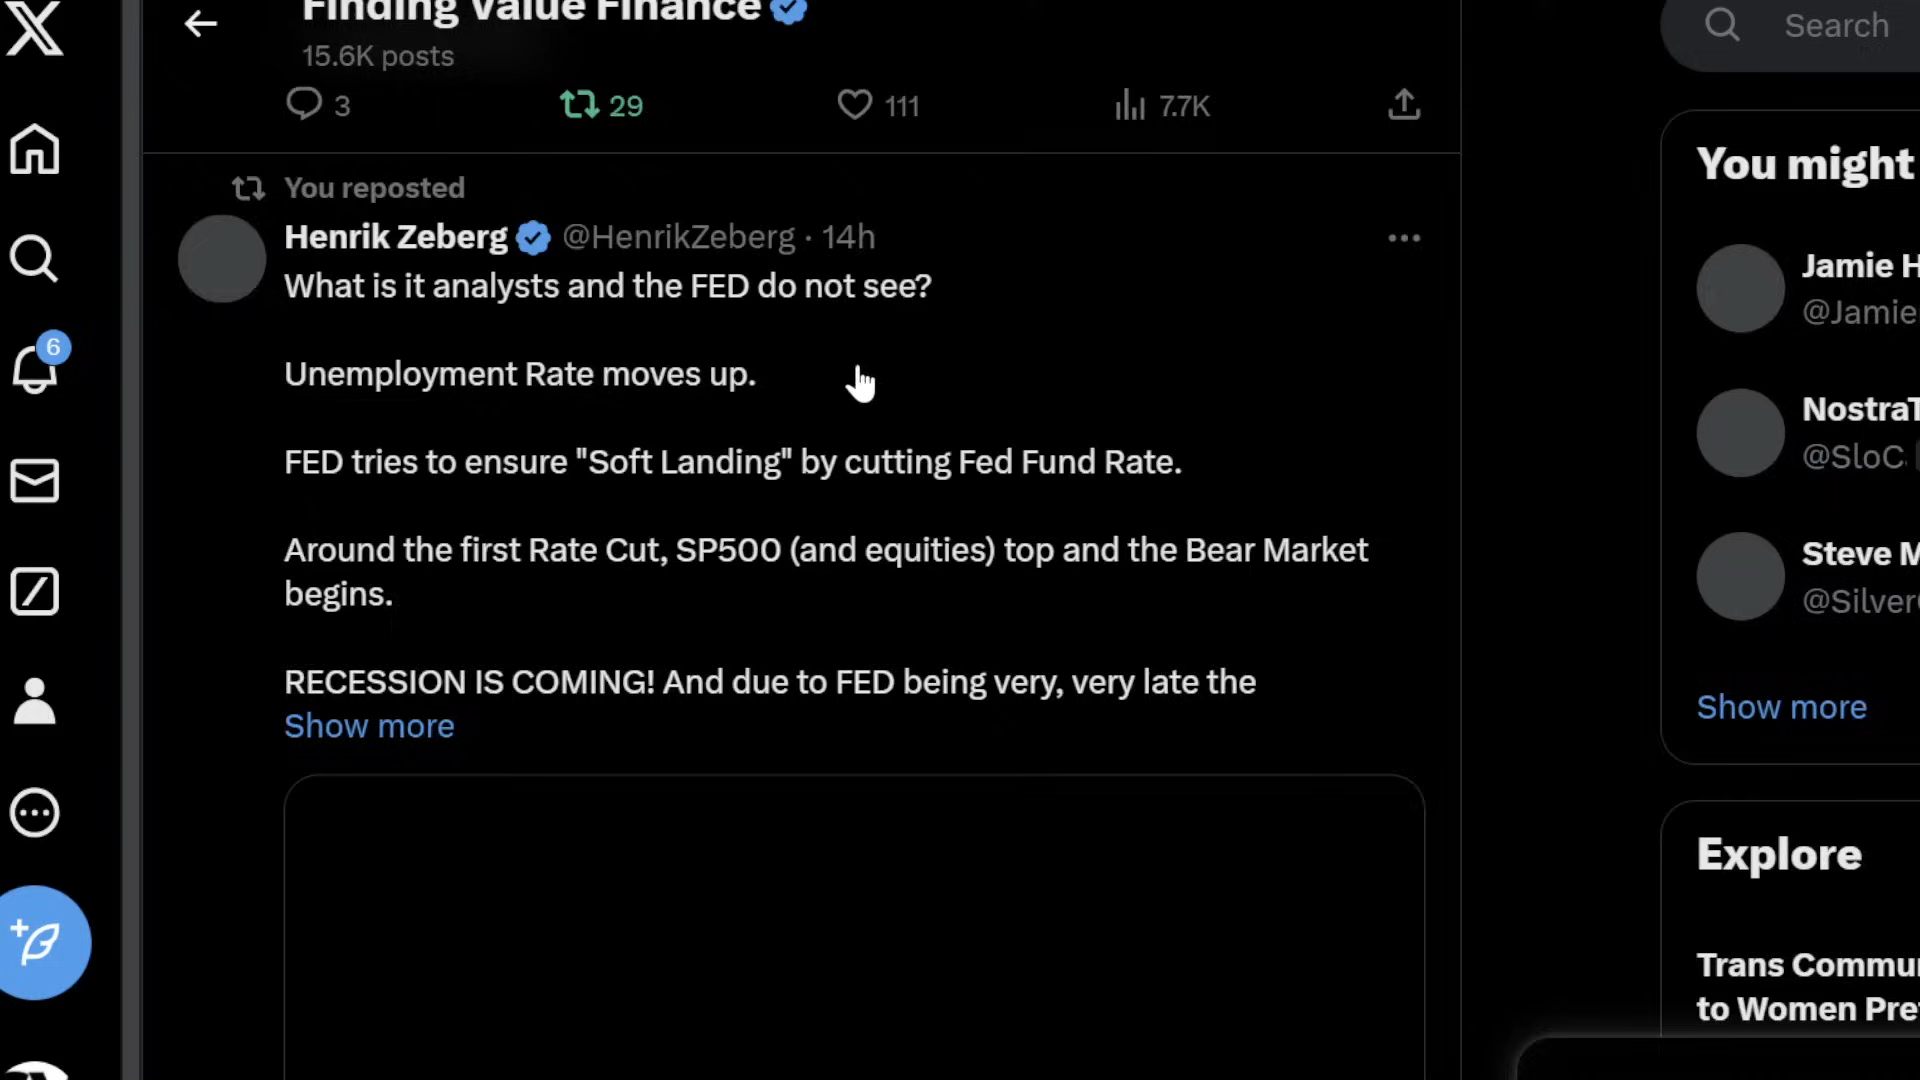 Finding Value Finance
15.6K posts
3
29
111
7.7K
You reposted
Henrik Zeberg @HenrikZeberg · 14h
What is it analysts and the FED do not see?
Unemployment Rate moves up.
FED tries to ensure "Soft Landing" by cutting Fed Fund Rate.
Around the first Rate Cut, SP500 (and equities) top and the Bear Market
begins.
RECESSION IS COMING! And due to FED being very, very late the
Show more
6
Search
You might
Jamie H
@Jamie
NostraT
@SloC
Steve M
@Silver
Show more
Explore
Trans Commu
to Women Pre